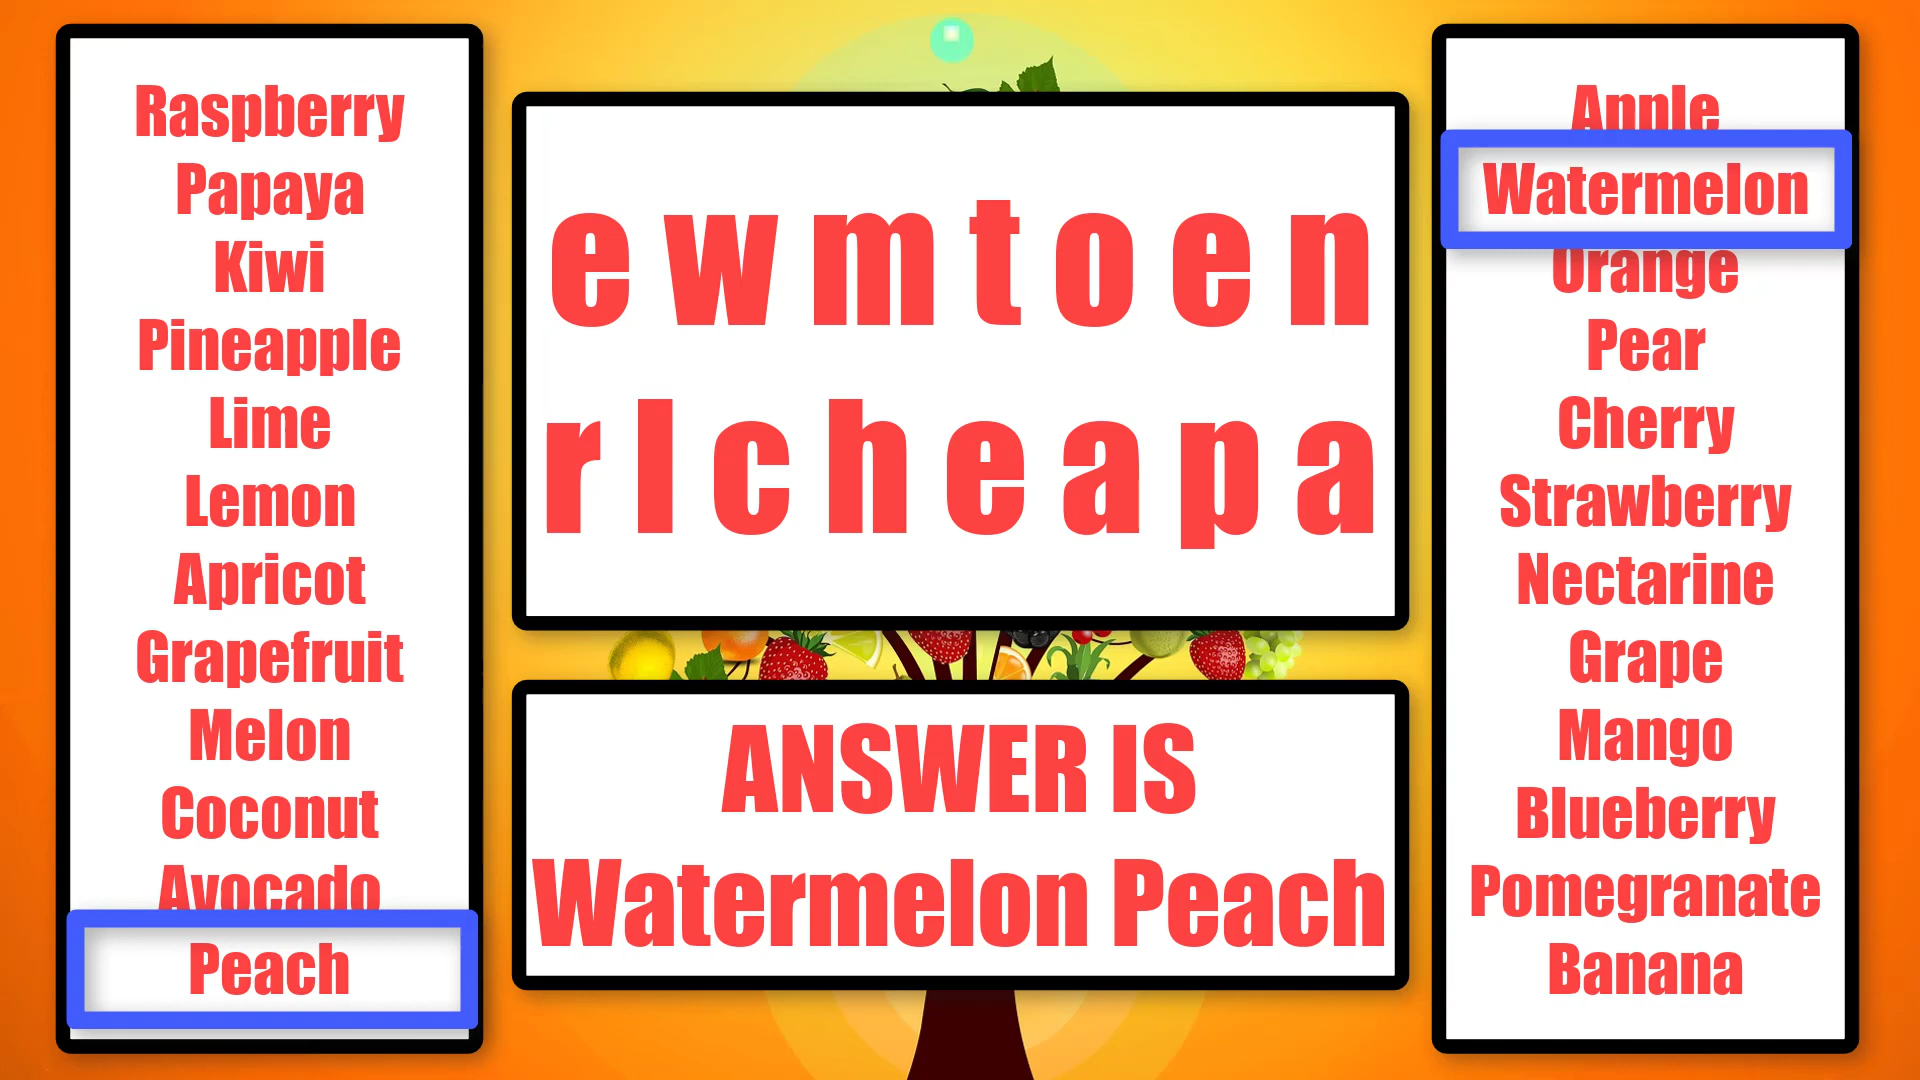 Raspberry
Papaya
Kiwi
Pineapple
Lime
Lemon
Apricot
Grapefruit
Melon
Coconut
Avocado
Peach
e w m t o e n
r l c h e a p a
ANSWER IS
Watermelon Peach
Apple
Watermelon
Orange
Pear
Cherry
Strawberry
Nectarine
Grape
Mango
Blueberry
Pomegranate
Banana